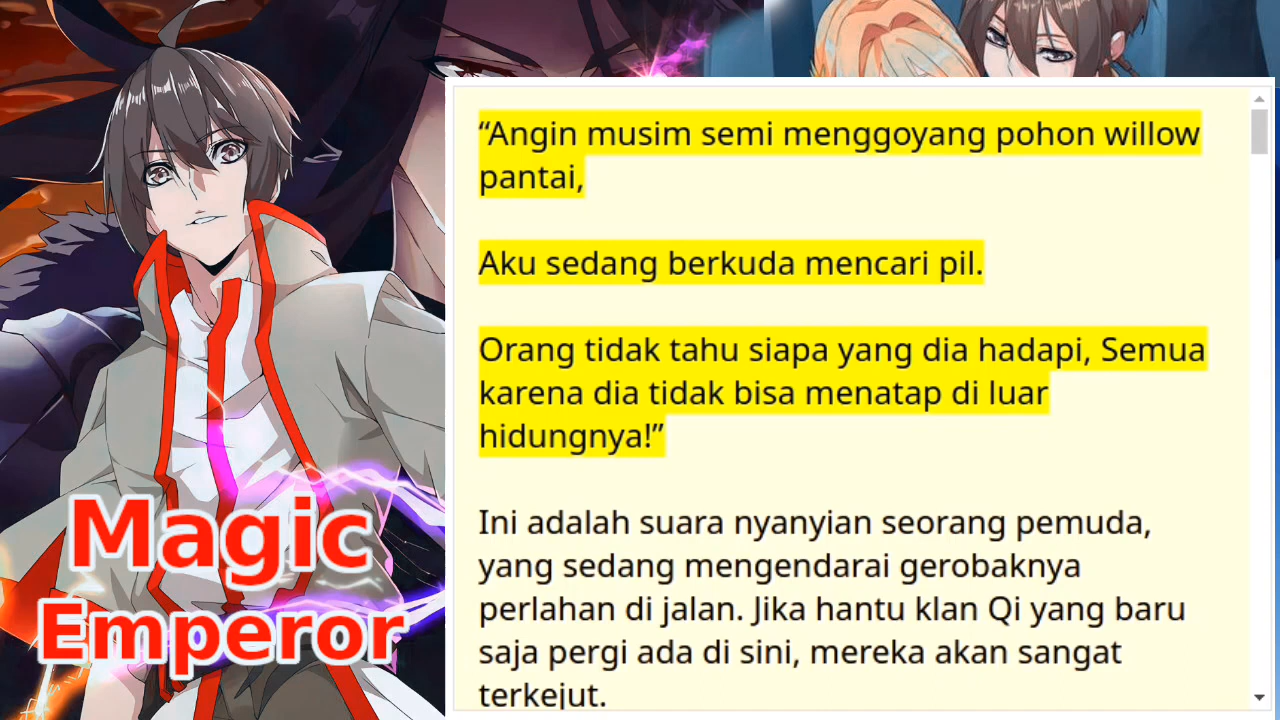 Magic
Emperor
“Angin musim semi menggoyang pohon willow
pantai,
Aku sedang berkuda mencari pil.
Orang tidak tahu siapa yang dia hadapi, Semua
karena dia tidak bisa menatap di luar
hidungnya!”
Ini adalah suara nyanyian seorang pemuda,
yang sedang mengendarai gerobaknya
perlahan di jalan. Jika hantu klan Qi yang baru
saja pergi ada di sini, mereka akan sangat
terkejut.